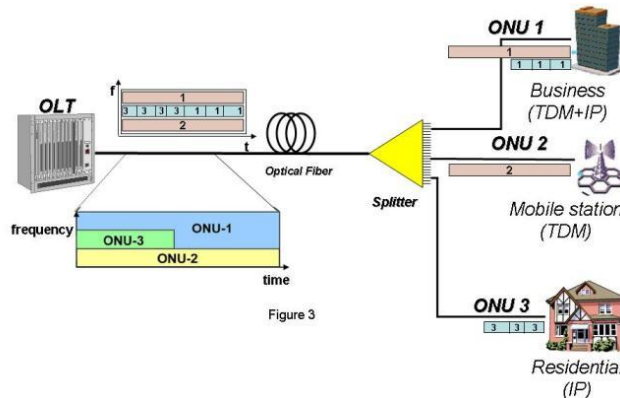 ONU 1
1
1 1 1
Business
(TDM+IP)
OLT
f
1
3 3 3 3 1 1 1
2
t
Optical Fiber
Splitter
ONU 2
2
Mobile station
(TDM)
frequency
ONU-1
ONU-3
ONU-2
time
Figure 3
ONU 3
3 3 3
Residential
(IP)